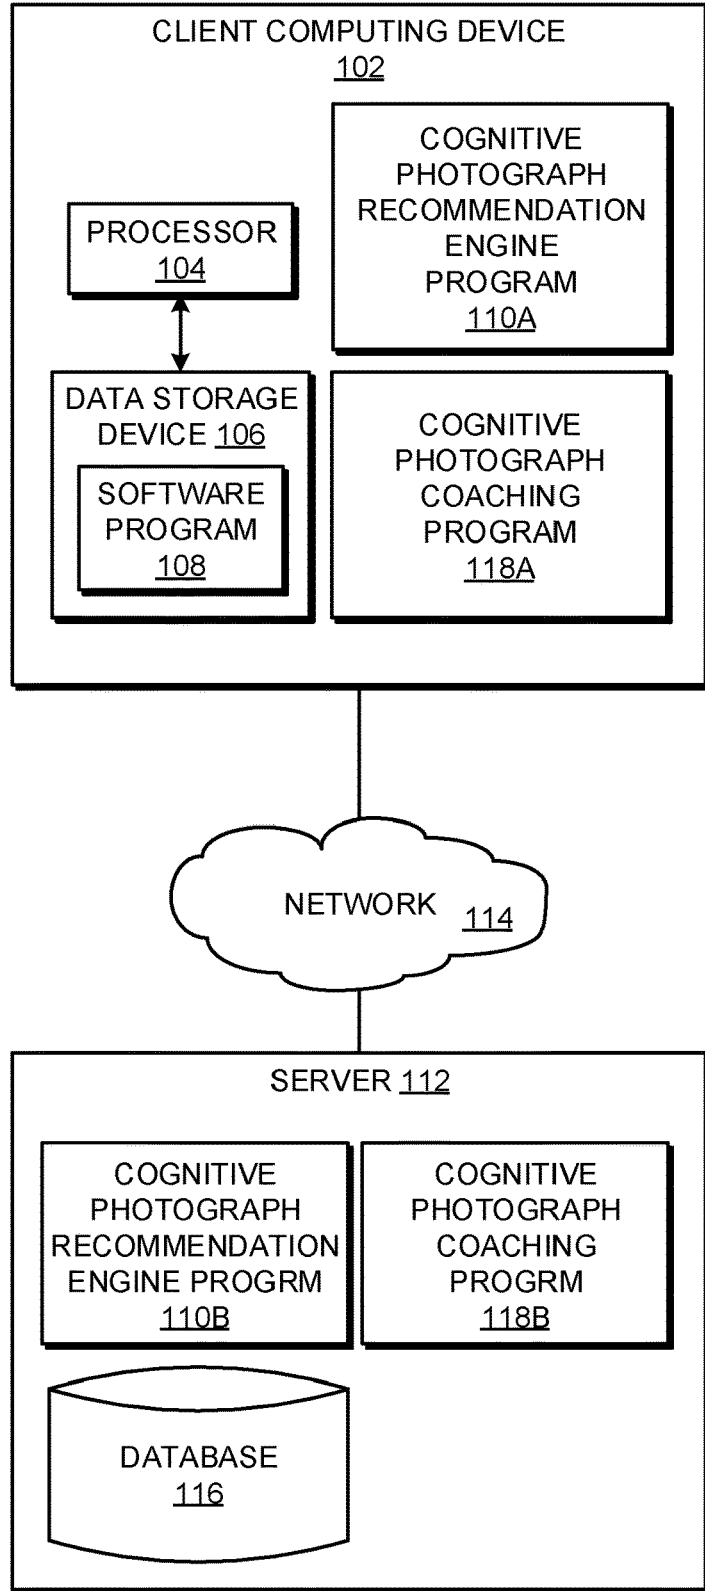 CLIENT COMPUTING DEVICE
102
COGNITIVE
PHOTOGRAPH
RECOMMENDATION
ENGINE
PROGRAM
110A
PROCESSOR
104
DATA STORAGE
DEVICE 106
SOFTWARE
PROGRAM
108
COGNITIVE
PHOTOGRAPH
COACHING
PROGRAM
118A
NETWORK 114
SERVER 112
COGNITIVE
PHOTOGRAPH
RECOMMENDATION
ENGINE PROGRM
110B
COGNITIVE
PHOTOGRAPH
COACHING
PROGRM
118B
DATABASE
116